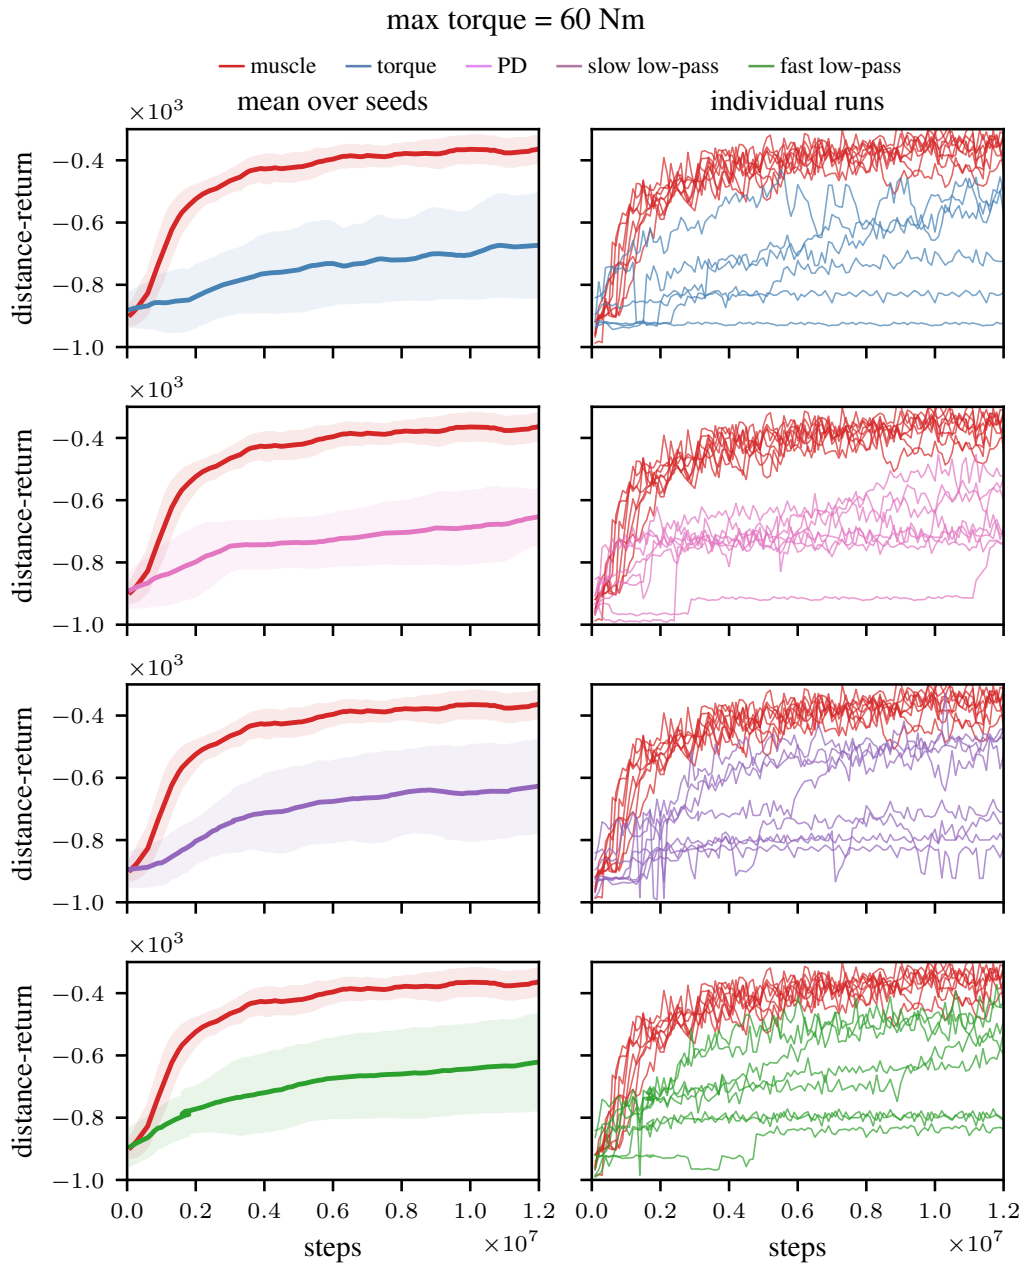 max torque = 60 Nm
muscle torque PD slow low-pass fast low-pass
mean over seeds individual runs
×10³
distance-return
−0.4
−0.6
−0.8
−1.0
×10³
distance-return
−0.4
−0.6
−0.8
−1.0
×10³
distance-return
−0.4
−0.6
−0.8
−1.0
×10³
distance-return
−0.4
−0.6
−0.8
−1.0
0.0 0.2 0.4 0.6 0.8 1.0 1.2 0.0 0.2 0.4 0.6 0.8 1.0 1.2
steps ×10⁷ steps ×10⁷